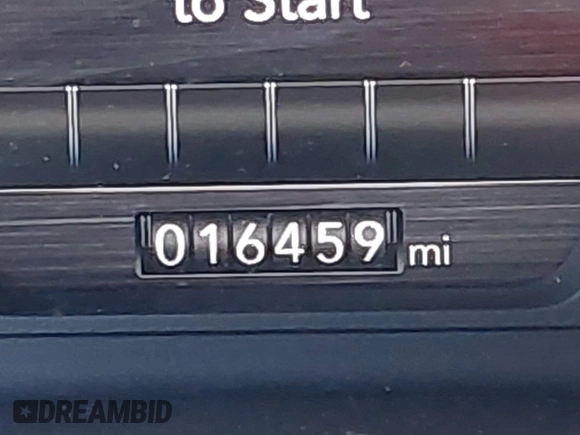 to Start
016459 mi
DREAMBID